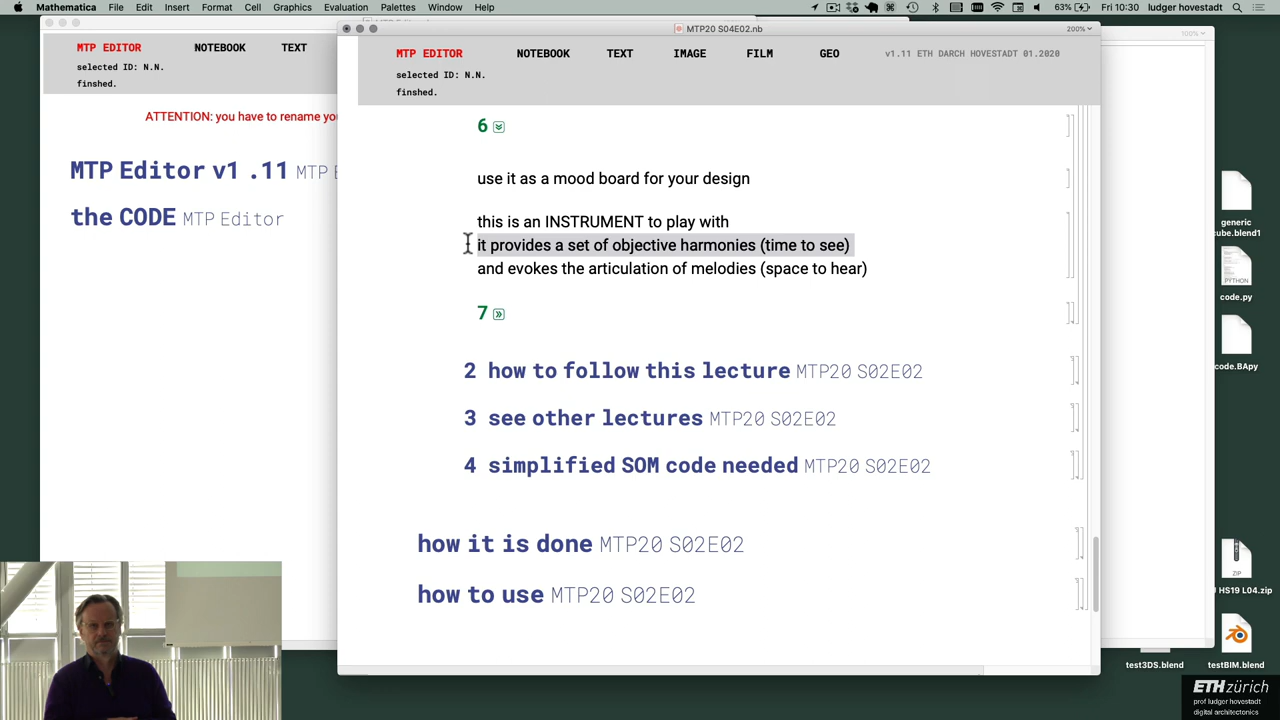 Mathematica File Edit Insert Format Cell Graphics Evaluation Palettes Window Help
63% Fri 10:30 ludger hovestadt
MTP EDITOR NOTEBOOK TEXT
selected ID: N.N.
finshed.
ATTENTION: you have to rename you
MTP Editor v1 .11 MTP E
the CODE MTP Editor
100%
MTP20 S04E02.nb
200%
MTP EDITOR NOTEBOOK TEXT IMAGE FILM GEO v1.11 ETH DARCH HOVESTADT 01.2020
selected ID: N.N.
finshed.
6
use it as a mood board for your design
this is an INSTRUMENT to play with
it provides a set of objective harmonies (time to see)
and evokes the articulation of melodies (space to hear)
7
2 how to follow this lecture MTP20 S02E02
3 see other lectures MTP20 S02E02
4 simplified SOM code needed MTP20 S02E02
how it is done MTP20 S02E02
how to use MTP20 S02E02
generic
cube.blend1
PYTHON
code.py
code.BApy
ZIP
HS19 L04.zip
test3DS.blend
testBIM.blend
ETH zürich
prof ludger hovestadt
digital architectonics